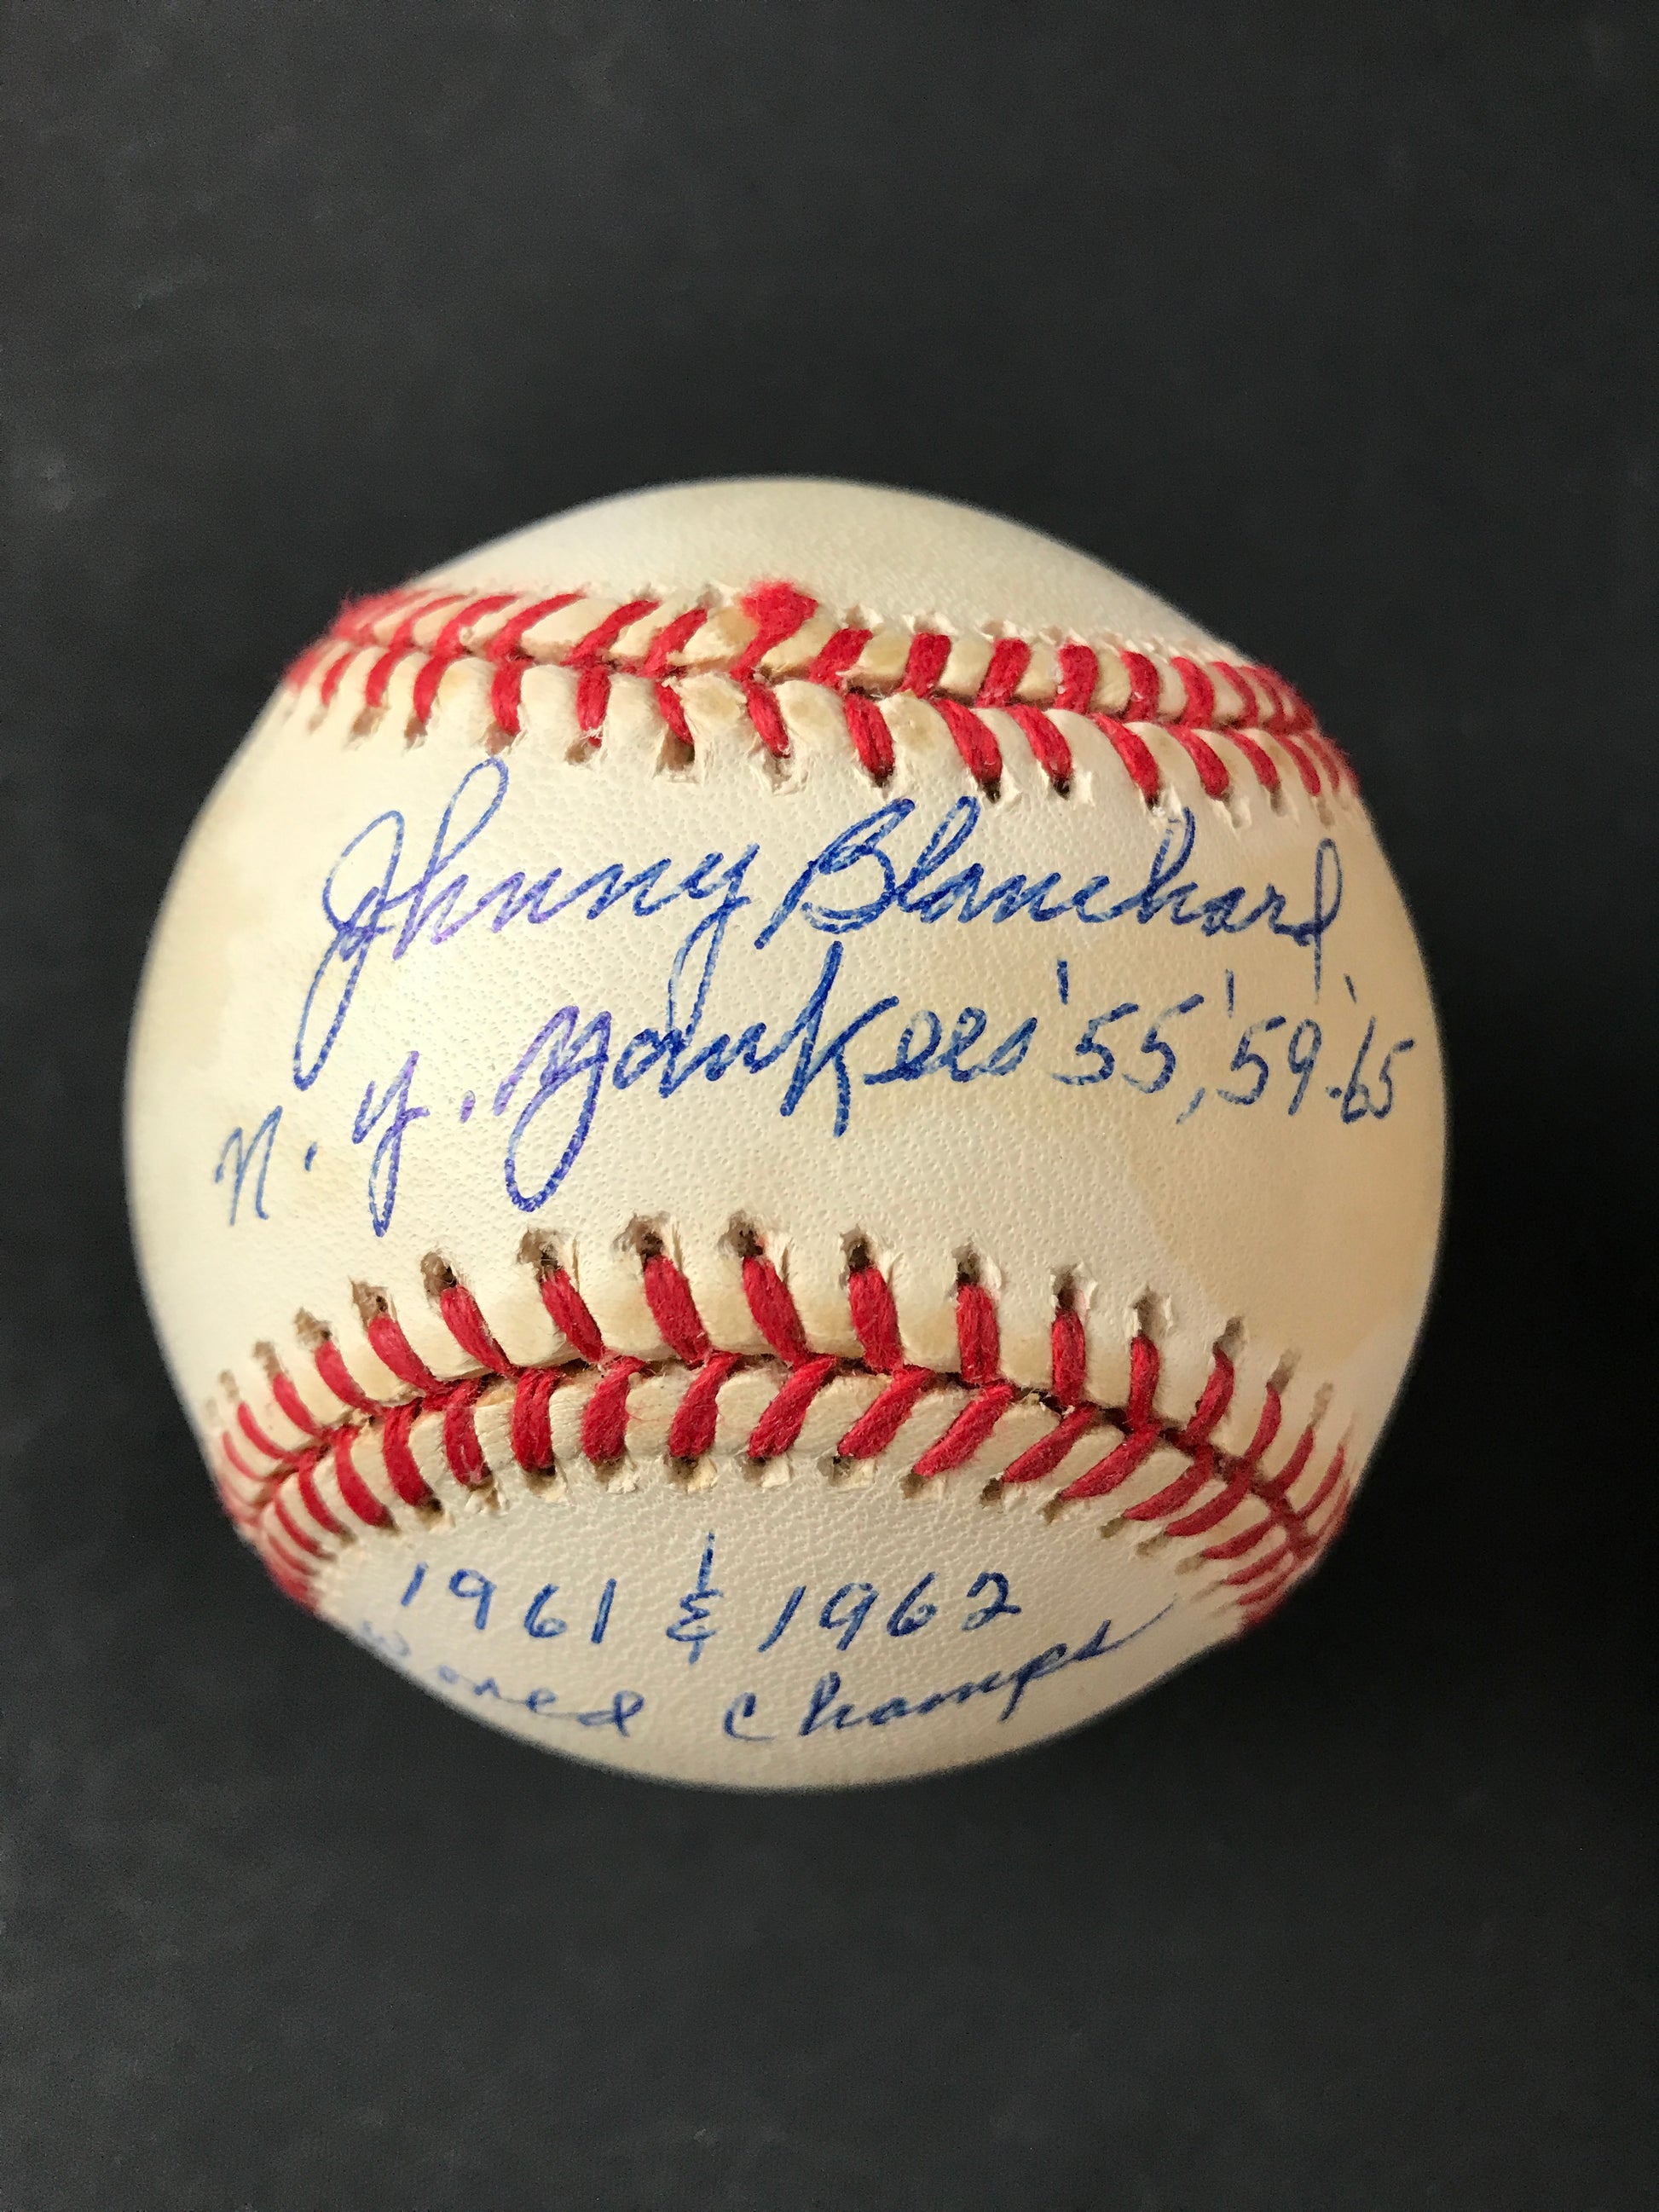 Johnny Blanchard
N.Y. Yankees '55, '59-'65
1961 & 1962
World Champs